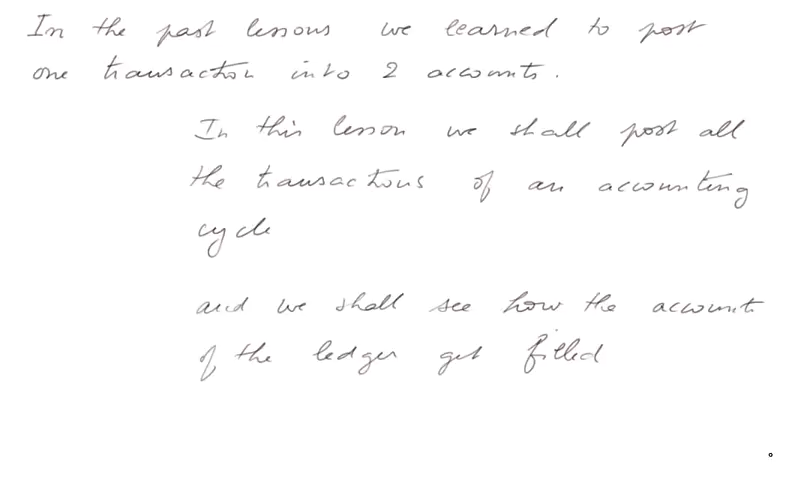 In the past lessons we learned to post
one transaction into 2 accounts.
In this lesson we shall post all
the transactions of an accounting
cycle
and we shall see how the accounts
of the ledger get filled